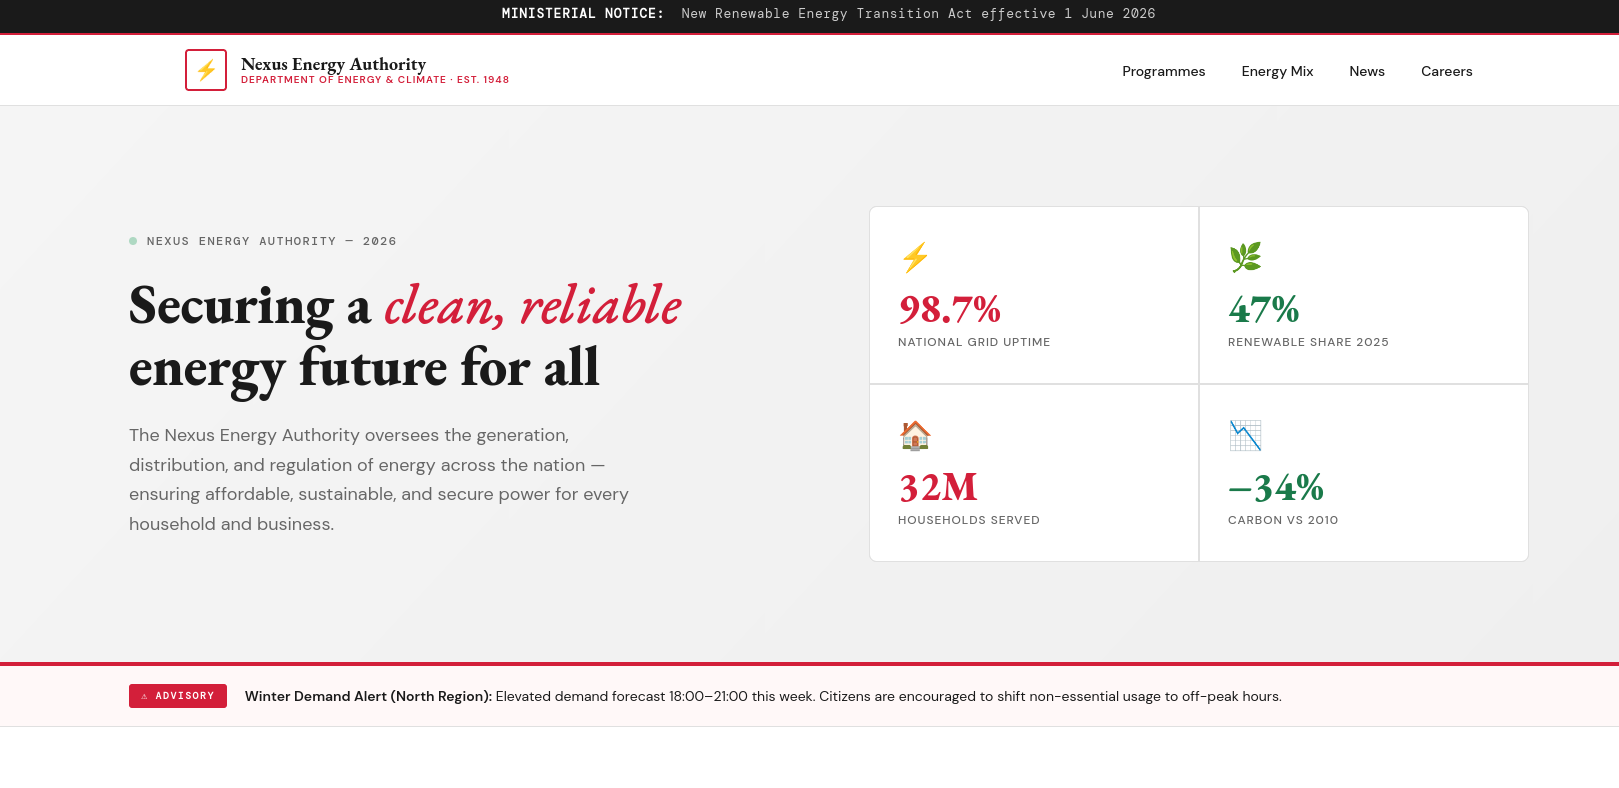 MINISTERIAL NOTICE: New Renewable Energy Transition Act effective 1 June 2026
Nexus Energy Authority
DEPARTMENT OF ENERGY & CLIMATE · EST. 1948
Programmes
Energy Mix
News
Careers
NEXUS ENERGY AUTHORITY — 2026
Securing a clean, reliable
energy future for all
The Nexus Energy Authority oversees the generation,
distribution, and regulation of energy across the nation —
ensuring affordable, sustainable, and secure power for every
household and business.
98.7%
NATIONAL GRID UPTIME
47%
RENEWABLE SHARE 2025
32M
HOUSEHOLDS SERVED
−34%
CARBON VS 2010
⚠ ADVISORY
Winter Demand Alert (North Region): Elevated demand forecast 18:00–21:00 this week. Citizens are encouraged to shift non-essential usage to off-peak hours.